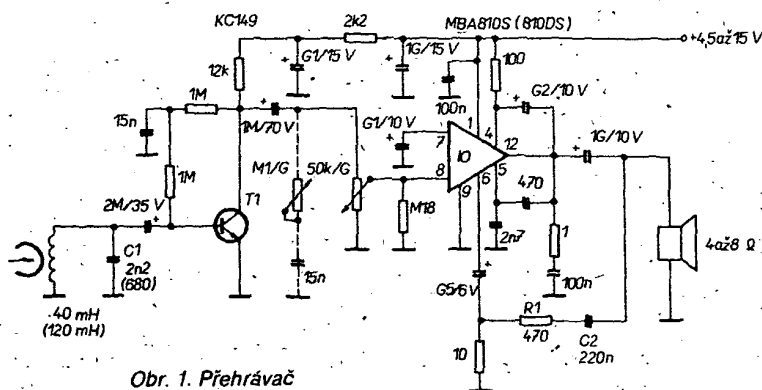 KC149
2k2
MBA810S (810DS)
+4,5až 15 V
12k
G1/15 V
1G/15 V
100
1M
15n
1M/70 V
100n
G2/10 V
G1/10 V
1
4
12
1G/10 V
7
IO
8
9
6
5
1M
M1/G
50k/G
470
2M/35 V
T1
M18
2n7
1
4až8 Ω
C1
2n2
(680)
15n
G5/6 V
100n
40 mH
(120 mH)
R1
470
C2
220n
10
Obr. 1. Přehrávač